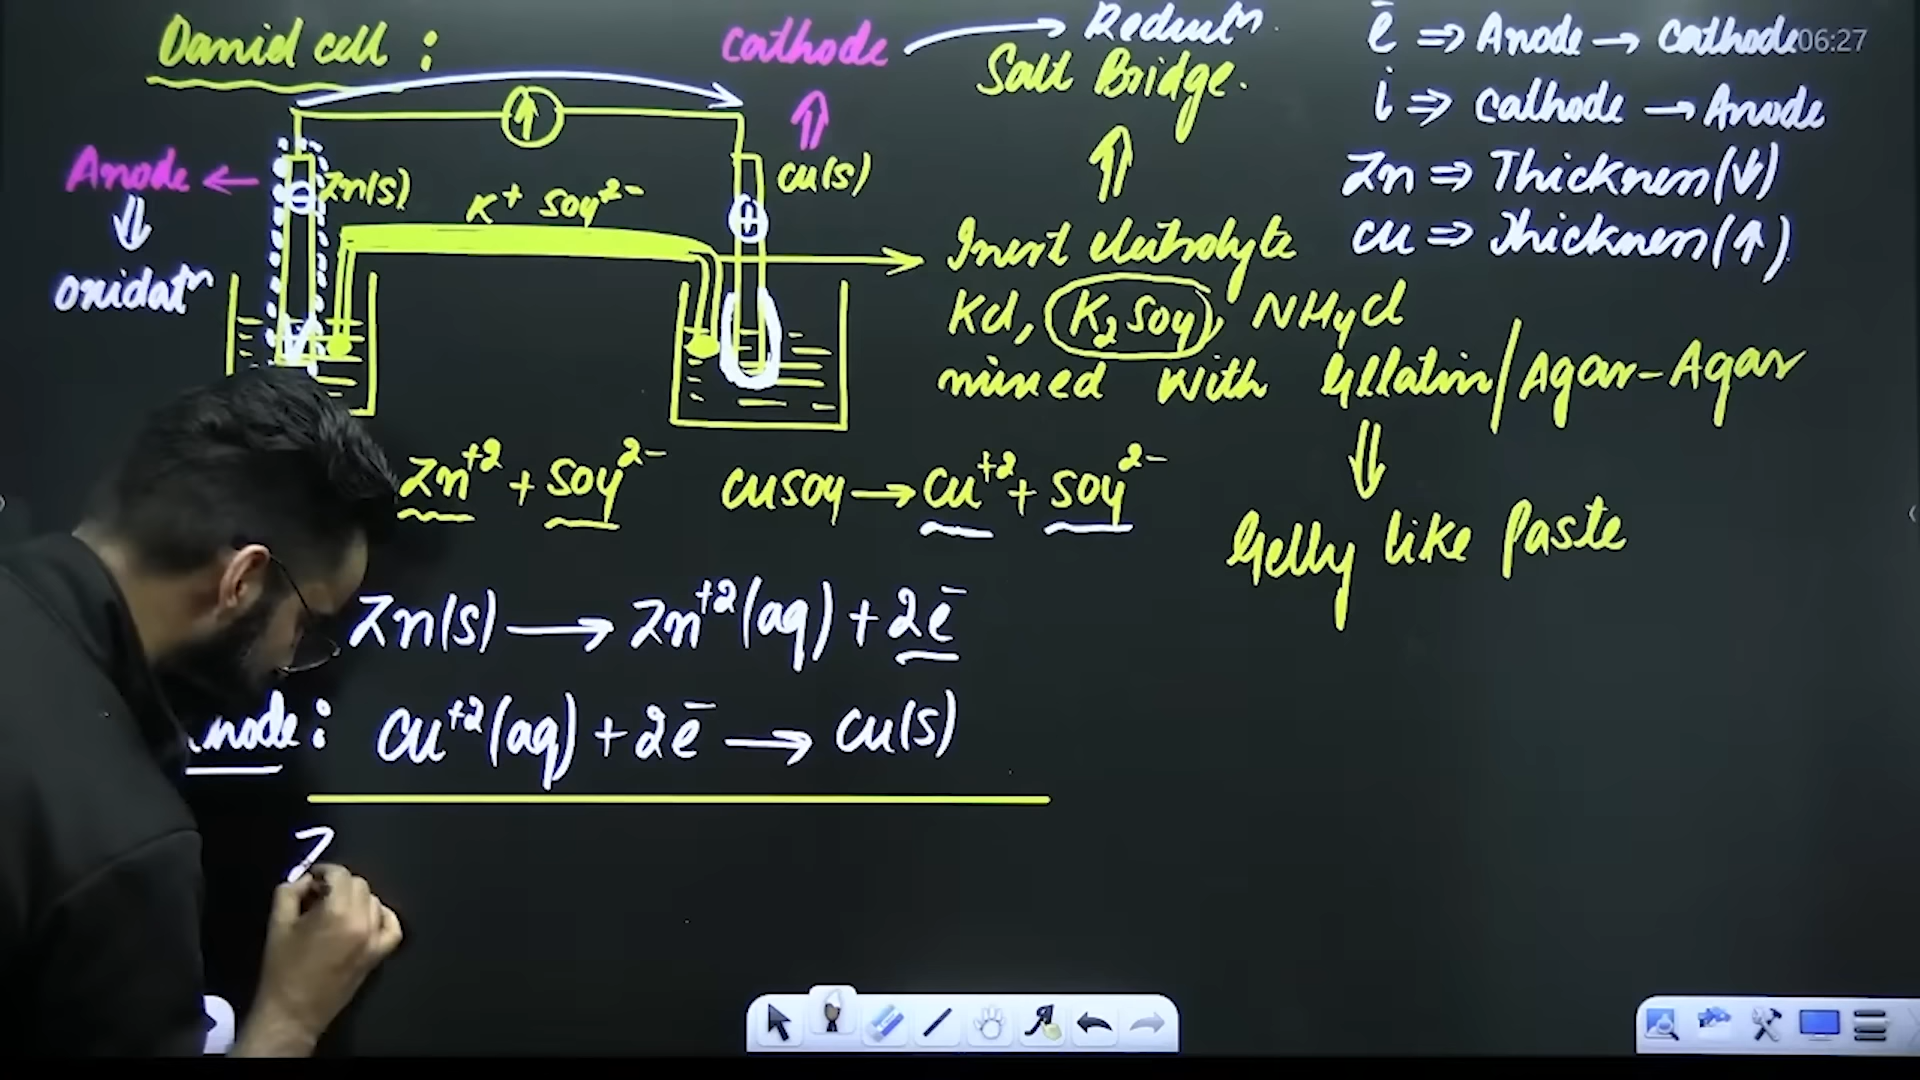 Daniel cell :
Cathode → Reductn.
Salt Bridge.
ē ⇒ Anode → Cathode
06:27
i ⇒ Cathode → Anode
Anode ←
Zn(s)
K+ SO4^2-
Cu(s)
Zn ⇒ Thickness(↓)
Cu ⇒ Thickness(↑)
Oxidatn
Inert electrolyte
KCl, K2SO4, NH4Cl
mixed with Gellatin/Agar-Agar
Zn+2 + SO4^2-
CuSO4 → Cu+2 + SO4^2-
Gelly like Paste
Zn(s) → Zn+2(aq) + 2ē
node: Cu+2(aq) + 2ē → Cu(s)
Z